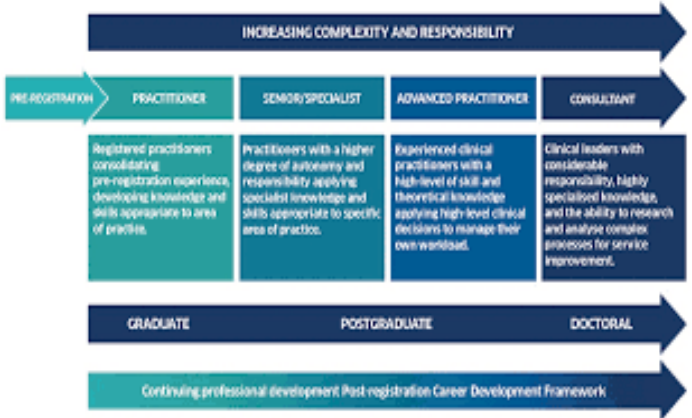 INCREASING COMPLEXITY AND RESPONSIBILITY
PRE-REGISTRATION
PRACTITIONER
SENIOR/SPECIALIST
ADVANCED PRACTITIONER
CONSULTANT
Registered practitioners
consolidating
pre-registration experience,
developing knowledge and
skills appropriate to area
of practice.
Practitioners with a higher
degree of autonomy and
responsibility applying
specialist knowledge and
skills appropriate to specific
area of practice.
Experienced clinical
practitioners with a
high-level of skill and
theoretical knowledge
applying high-level clinical
decisions to manage their
own workload.
Clinical leaders with
considerable
responsibility, highly
specialised knowledge,
and the ability to research
and analyse complex
processes for service
improvement.
GRADUATE
POSTGRADUATE
DOCTORAL
Continuing professional development Post-registration Career Development Framework